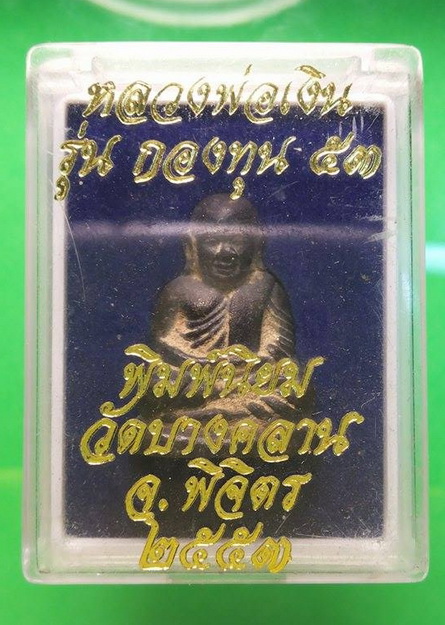 หลวงพ่อเงิน
รุ่น กองทุน ๕๓
พิมพ์นิยม
วัดบางคลาน
จ. พิจิตร
๒๕๕๓